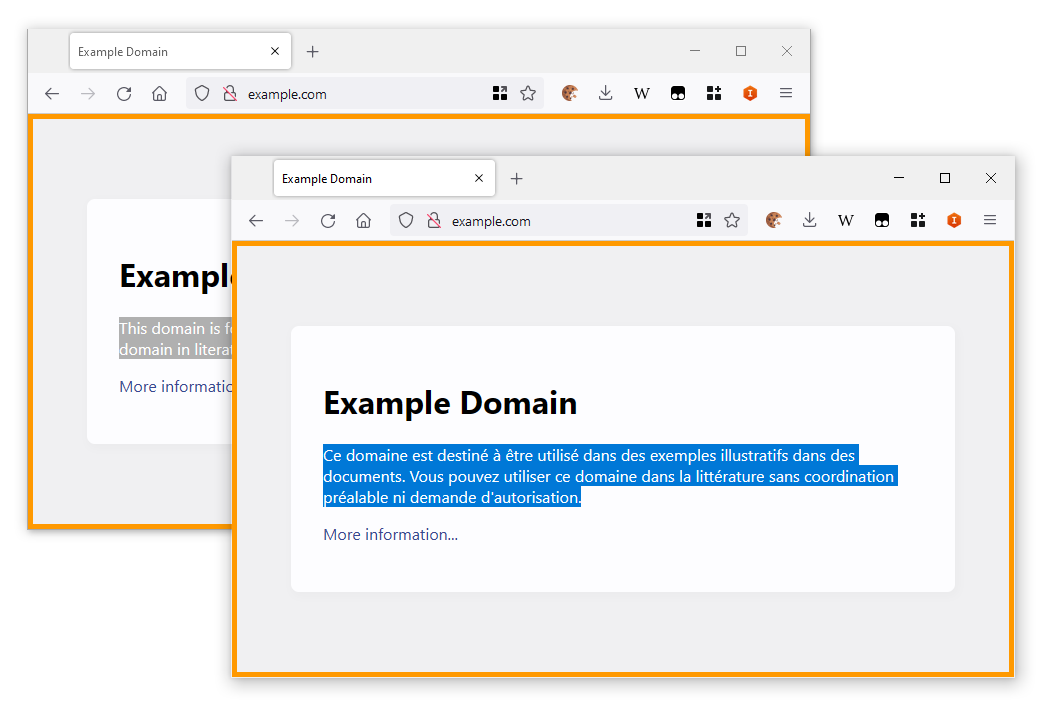 Example Domain
example.com
W
Exampl
This domain is f
domain in litera
More informatio
Example Domain
example.com
W
Example Domain
Ce domaine est destiné à être utilisé dans des exemples illustratifs dans des
documents. Vous pouvez utiliser ce domaine dans la littérature sans coordination
préalable ni demande d'autorisation.
More information...